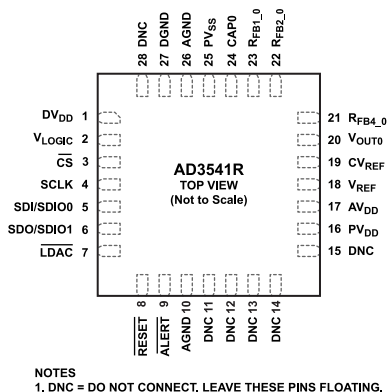 28 DNC
27 DGND
26 AGND
25 PVSS
24 CAP0
23 RFB1_0
22 RFB2_0
DVDD 1
VLOGIC 2
CS 3
SCLK 4
SDI/SDIO0 5
SDO/SDIO1 6
LDAC 7
AD3541R
TOP VIEW
(Not to Scale)
21 RFB4_0
20 VOUT0
19 CVREF
18 VREF
17 AVDD
16 PVDD
15 DNC
RESET 8
ALERT 9
AGND 10
DNC 11
DNC 12
DNC 13
DNC 14
NOTES
1. DNC = DO NOT CONNECT. LEAVE THESE PINS FLOATING.